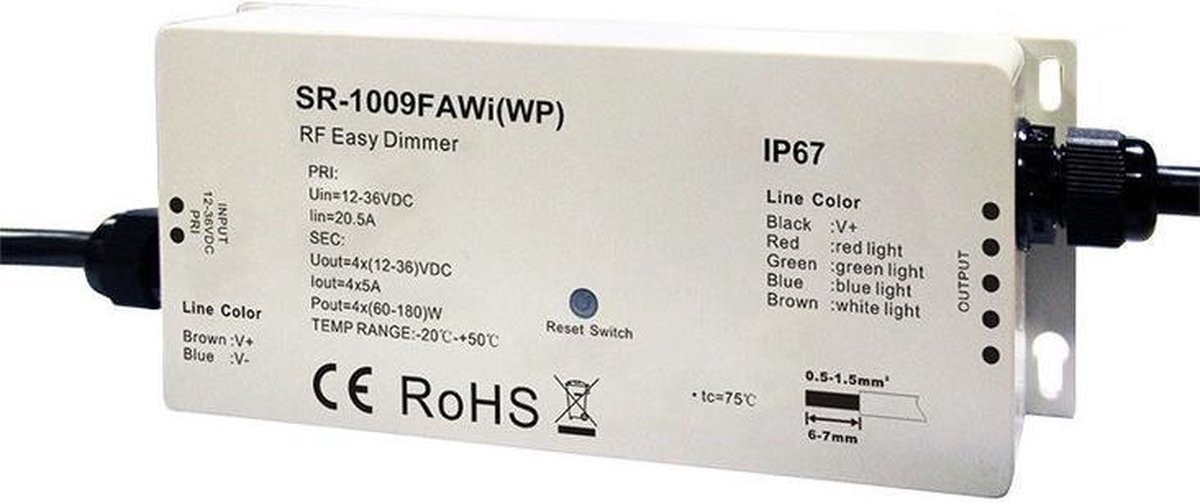 SR-1009FAWi(WP)
RF Easy Dimmer
PRI:
Uin=12-36VDC
Iin=20.5A
SEC:
Uout=4x(12-36)VDC
Iout=4x5A
Pout=4x(60-180)W
TEMP RANGE:-20℃-+50℃
CE RoHS
INPUT
12-36VDC
PRI
Line Color
Brown :V+
Blue :V-
Reset Switch
IP67
Line Color
Black :V+
Red :red light
Green :green light
Blue :blue light
Brown :white light
OUTPUT
• tc=75℃
0.5-1.5mm²
6-7mm